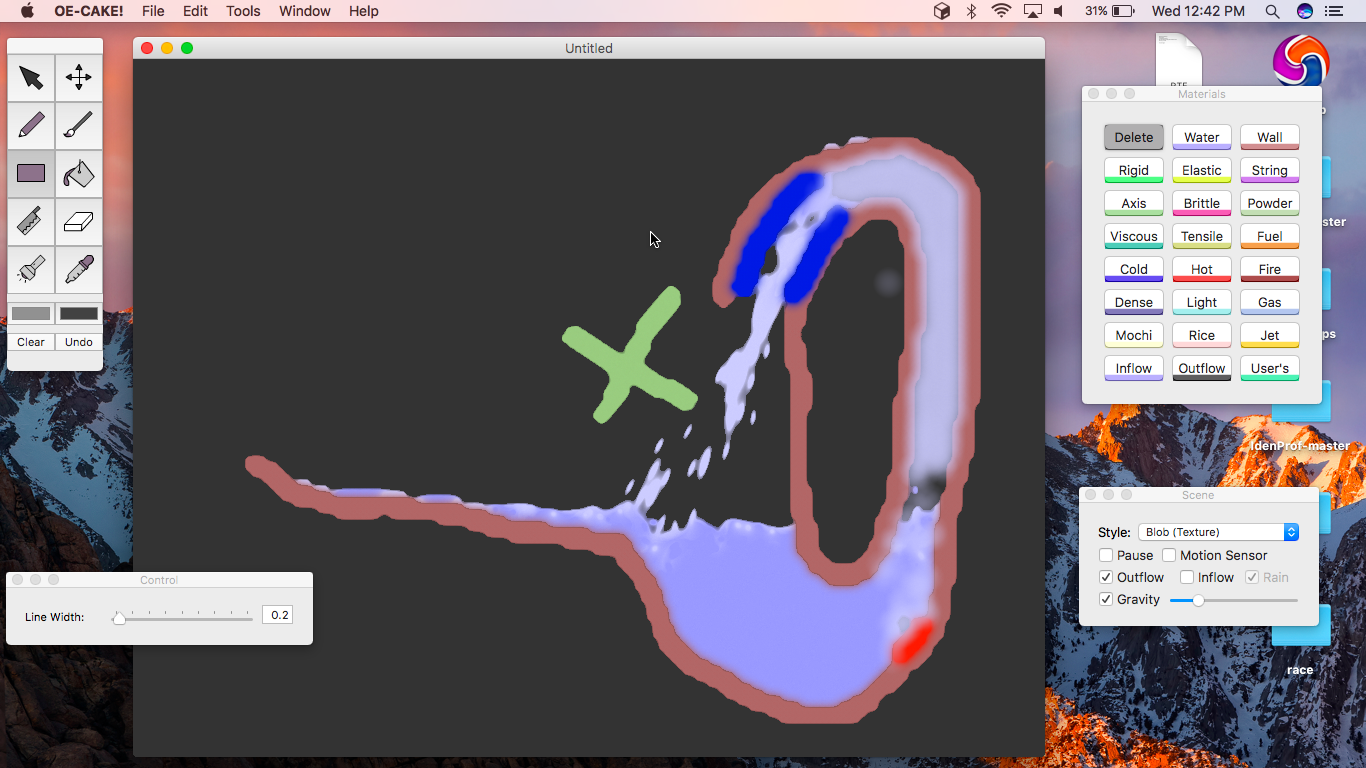 OE-CAKE! File Edit Tools Window Help 31% Wed 12:42 PM
Untitled
Clear Undo
Materials
Delete Water Wall
Rigid Elastic String
Axis Brittle Powder
Viscous Tensile Fuel
Cold Hot Fire
Dense Light Gas
Mochi Rice Jet
Inflow Outflow User's
ster
ps
IdenProf-master
Scene
Style: Blob (Texture)
Pause Motion Sensor
Outflow Inflow Rain
Gravity
race
Control
Line Width: 0.2